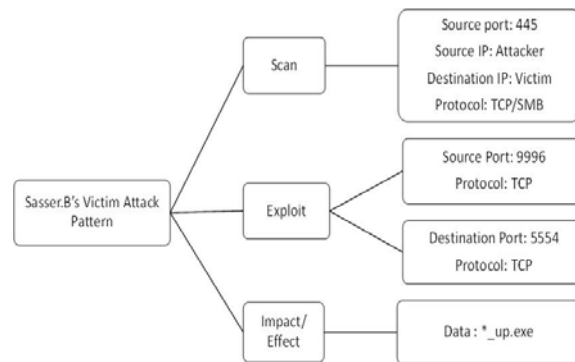 Source port: 445
Source IP: Attacker
Destination IP: Victim
Protocol: TCP/SMB
Scan
Source Port: 9996
Protocol: TCP
Sasser.B's Victim Attack
Pattern
Exploit
Destination Port: 5554
Protocol: TCP
Impact/
Effect
Data : *_up.exe